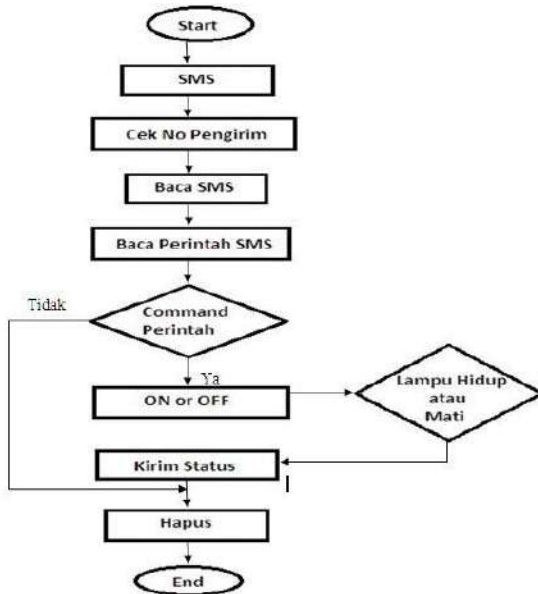 Start
SMS
Cek No Pengirim
Baca SMS
Baca Perintah SMS
Tidak
Command
Perintah
Ya
ON or OFF
Lampu Hidup
atau
Mati
Kirim Status
Hapus
End